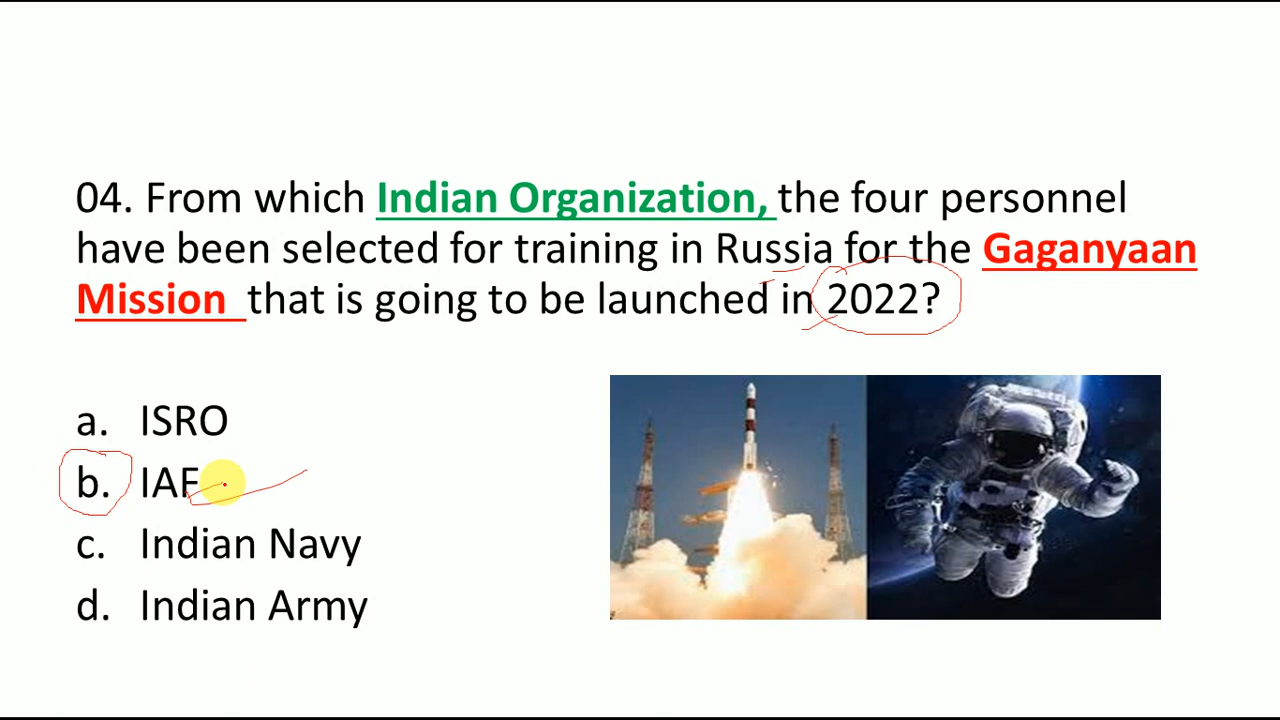 04. From which Indian Organization, the four personnel
have been selected for training in Russia for the Gaganyaan
Mission that is going to be launched in 2022?
a. ISRO
b. IAF
c. Indian Navy
d. Indian Army